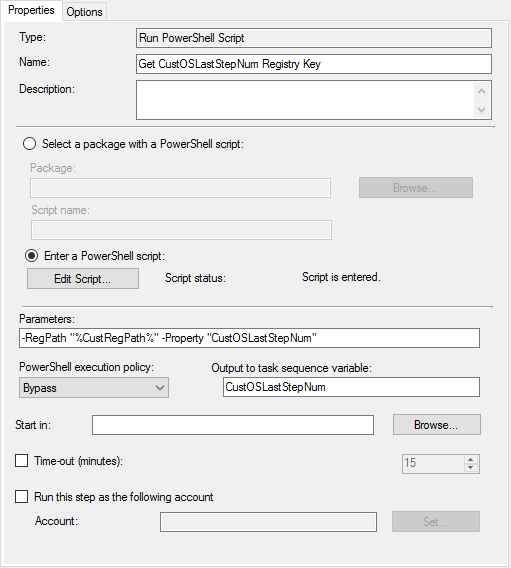 Properties Options
Type: Run PowerShell Script
Name: Get CustOSLastStepNum Registry Key
Description:
Select a package with a PowerShell script:
Package:
Browse...
Script name:
Enter a PowerShell script:
Edit Script... Script status: Script is entered.
Parameters:
-RegPath "%CustRegPath%" -Property "CustOSLastStepNum"
PowerShell execution policy: Output to task sequence variable:
Bypass CustOSLastStepNum
Start in: Browse...
Time-out (minutes): 15
Run this step as the following account
Account: Set...